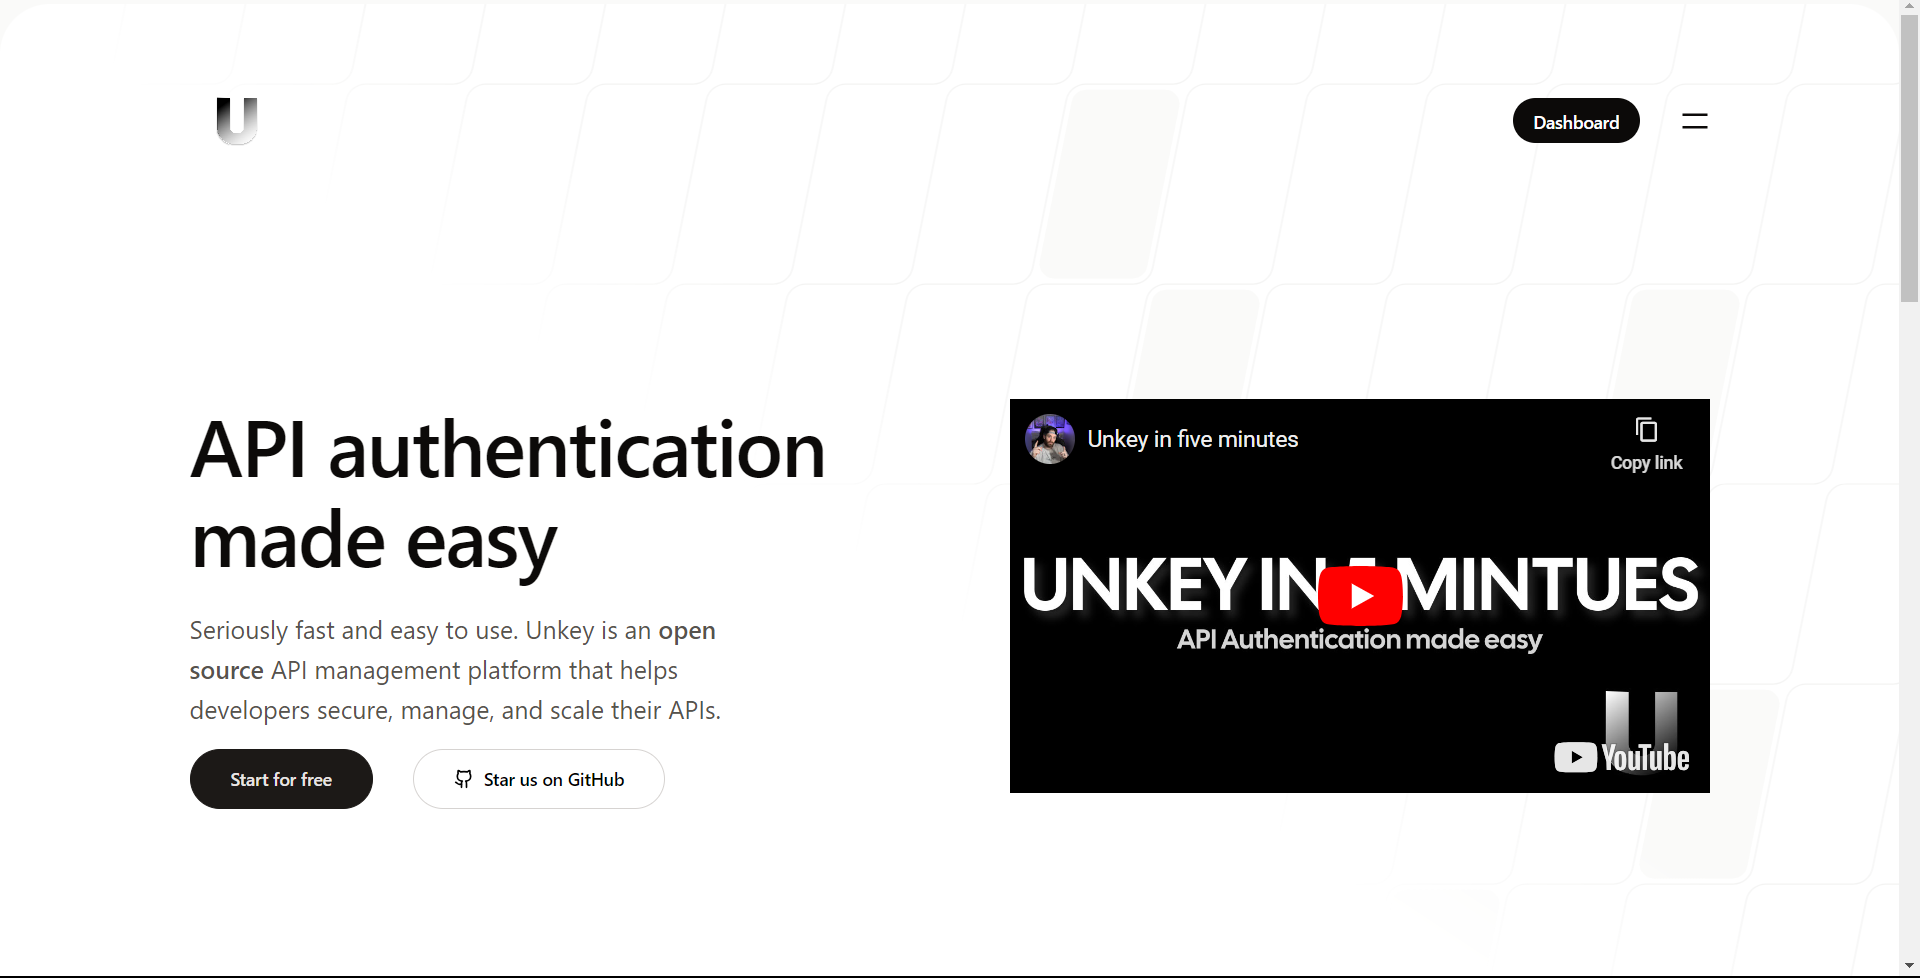 U
Dashboard
API authentication
made easy
Seriously fast and easy to use. Unkey is an open
source API management platform that helps
developers secure, manage, and scale their APIs.
Start for free
Star us on GitHub
Unkey in five minutes
Copy link
UNKEY IN MINTUES
API Authentication made easy
U
YouTube